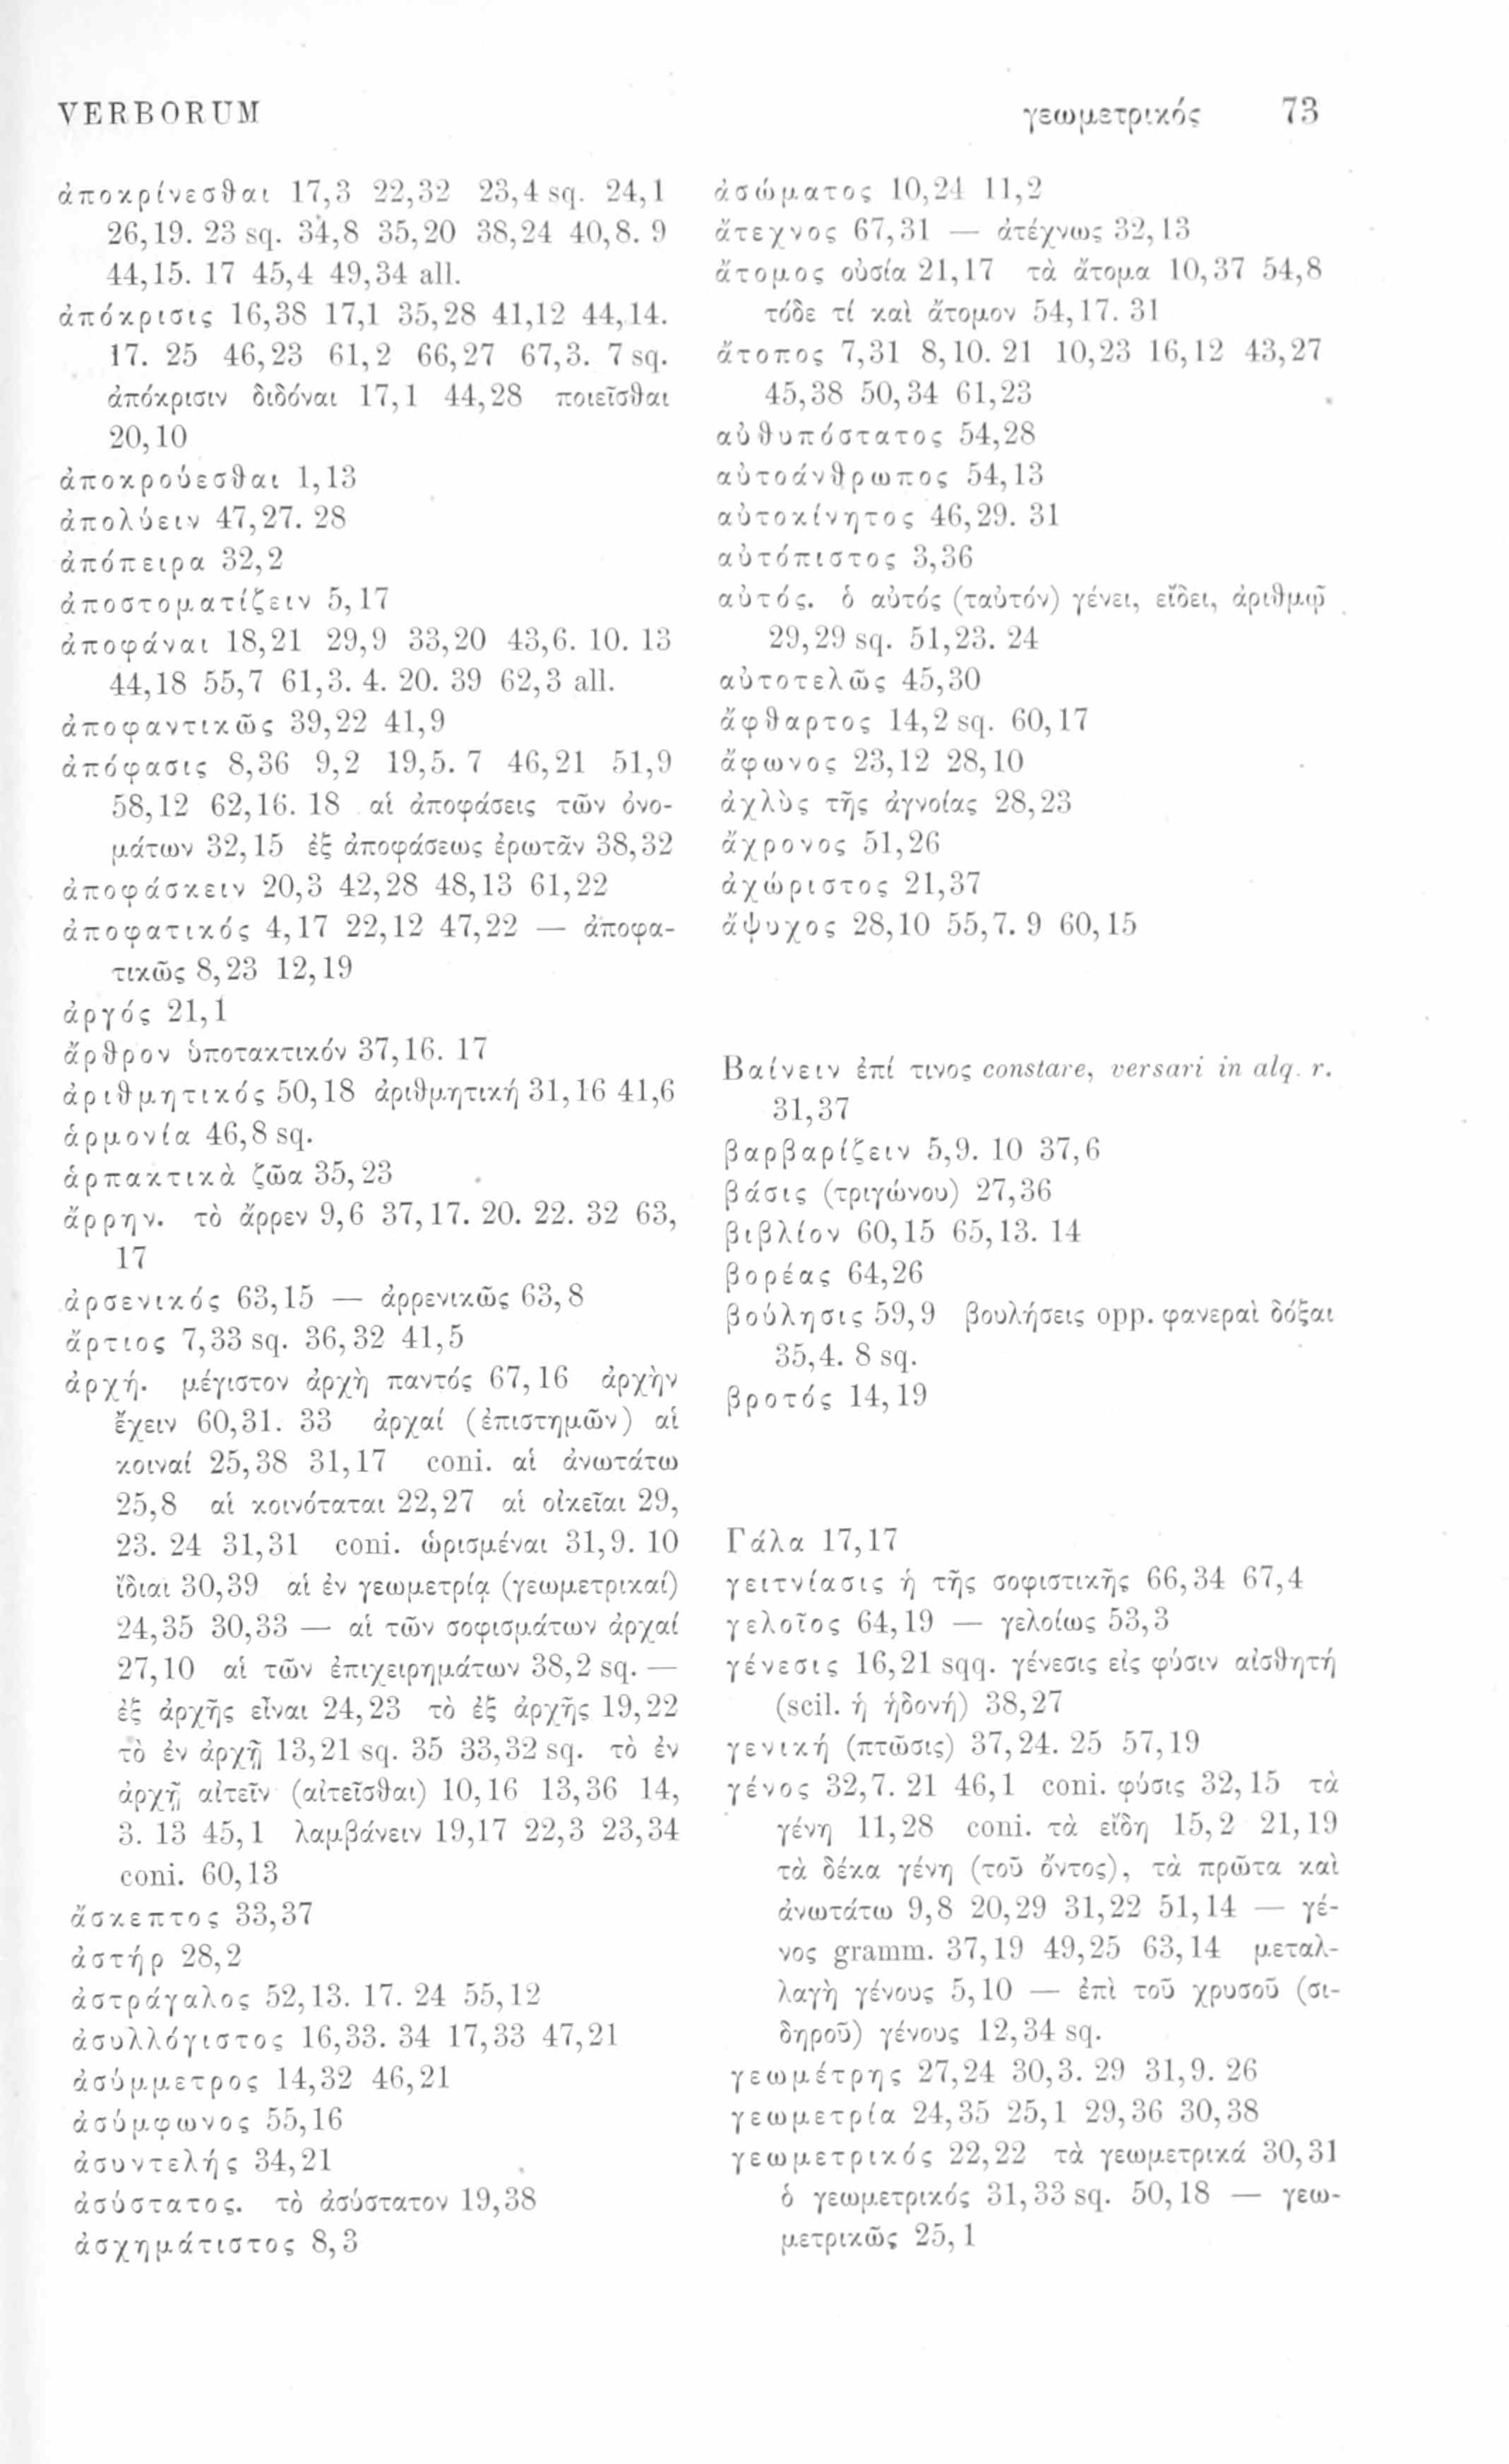 VERBORUM γεωμετρικός 73
ἀποκρίνεσθαι 17,3 22,32 23,4 sq. 24,1
26,19. 23 sq. 34,8 35,20 38,24 40,8. 9
44,15. 17 45,4 49,34 all.
ἀπόκρισις 16,38 17,1 35,28 41,12 44,14.
17. 25 46,23 61,2 66,27 67,3. 7 sq.
ἀπόκρισιν διδόναι 17,1 44,28 ποιεῖσθαι
20,10
ἀποκρούεσθαι 1,13
ἀπολύειν 47,27. 28
ἀπόπειρα 32,2
ἀποστοματίζειν 5,17
ἀποφάναι 18,21 29,9 33,20 43,6. 10. 13
44,18 55,7 61,3. 4. 20. 39 62,3 all.
ἀποφαντικῶς 39,22 41,9
ἀπόφασις 8,36 9,2 19,5. 7 46,21 51,9
58,12 62,16. 18 αἱ ἀποφάσεις τῶν ὀνο-
μάτων 32,15 ἐξ ἀποφάσεως ἐρωτᾶν 38,32
ἀποφάσκειν 20,3 42,28 48,13 61,22
ἀποφατικός 4,17 22,12 47,22 — ἀποφα-
τικῶς 8,23 12,19
ἀργός 21,1
ἄρθρον ὑποτακτικόν 37,16. 17
ἀριθμητικός 50,18 ἀριθμητική 31,16 41,6
ἁρμονία 46,8 sq.
ἁρπακτικὰ ζῶα 35,23
ἄρρην. τὸ ἄρρεν 9,6 37,17. 20. 22. 32 63,
17
ἀρσενικός 63,15 — ἀρρενικῶς 63,8
ἄρτιος 7,33 sq. 36,32 41,5
ἀρχή. μέγιστον ἀρχὴ παντός 67,16 ἀρχὴν
ἔχειν 60,31. 33 ἀρχαί (ἐπιστημῶν) αἱ
κοιναί 25,38 31,17 coni. αἱ ἀνωτάτω
25,8 αἱ κοινόταται 22,27 αἱ οἰκεῖαι 29,
23. 24 31,31 coni. ὡρισμέναι 31,9. 10
ἴδιαι 30,39 αἱ ἐν γεωμετρίᾳ (γεωμετρικαί)
24,35 30,33 — αἱ τῶν σοφισμάτων ἀρχαί
27,10 αἱ τῶν ἐπιχειρημάτων 38,2 sq. —
ἐξ ἀρχῆς εἶναι 24,23 τὸ ἐξ ἀρχῆς 19,22
τὸ ἐν ἀρχῇ 13,21 sq. 35 33,32 sq. τὸ ἐν
ἀρχῇ αἰτεῖν (αἰτεῖσθαι) 10,16 13,36 14,
3. 13 45,1 λαμβάνειν 19,17 22,3 23,34
coni. 60,13
ἄσκεπτος 33,37
ἀστήρ 28,2
ἀστράγαλος 52,13. 17. 24 55,12
ἀσυλλόγιστος 16,33. 34 17,33 47,21
ἀσύμμετρος 14,32 46,21
ἀσύμφωνος 55,16
ἀσυντελής 34,21
ἀσύστατος. τὸ ἀσύστατον 19,38
ἀσχημάτιστος 8,3
ἀσώματος 10,24 11,2
ἄτεχνος 67,31 — ἀτέχνως 32,13
ἄτομος οὐσία 21,17 τὰ ἄτομα 10,37 54,8
τόδε τί καὶ ἄτομον 54,17. 31
ἄτοπος 7,31 8,10. 21 10,23 16,12 43,27
45,38 50,34 61,23
αὐθυπόστατος 54,28
αὐτοάνθρωπος 54,13
αὐτοκίνητος 46,29. 31
αὐτόπιστος 3,36
αὐτός. ὁ αὐτός (ταὐτόν) γένει, εἴδει, ἀριθμῷ
29,29 sq. 51,23. 24
αὐτοτελῶς 45,30
ἄφθαρτος 14,2 sq. 60,17
ἄφωνος 23,12 28,10
ἀχλὺς τῆς ἀγνοίας 28,23
ἄχρονος 51,26
ἀχώριστος 21,37
ἄψυχος 28,10 55,7. 9 60,15
Βαίνειν ἐπί τινος constare, versari in alq. r.
31,37
βαρβαρίζειν 5,9. 10 37,6
βάσις (τριγώνου) 27,36
βιβλίον 60,15 65,13. 14
βορέας 64,26
βούλησις 59,9 βουλήσεις opp. φανεραὶ δόξαι
35,4. 8 sq.
βροτός 14,19
Γάλα 17,17
γειτνίασις ἡ τῆς σοφιστικῆς 66,34 67,4
γελοῖος 64,19 — γελοίως 53,3
γένεσις 16,21 sqq. γένεσις εἰς φύσιν αἰσθητή
(scil. ἡ ἡδονή) 38,27
γενική (πτῶσις) 37,24. 25 57,19
γένος 32,7. 21 46,1 coni. φύσις 32,15 τὰ
γένη 11,28 coni. τὰ εἴδη 15,2 21,19
τὰ δέκα γένη (τοῦ ὄντος), τὰ πρῶτα καὶ
ἀνωτάτω 9,8 20,29 31,22 51,14 — γέ-
νος gramm. 37,19 49,25 63,14 μεταλ-
λαγὴ γένους 5,10 — ἐπὶ τοῦ χρυσοῦ (σι-
δηροῦ) γένους 12,34 sq.
γεωμέτρης 27,24 30,3. 29 31,9. 26
γεωμετρία 24,35 25,1 29,36 30,38
γεωμετρικός 22,22 τὰ γεωμετρικά 30,31
ὁ γεωμετρικός 31,33 sq. 50,18 — γεω-
μετρικῶς 25,1